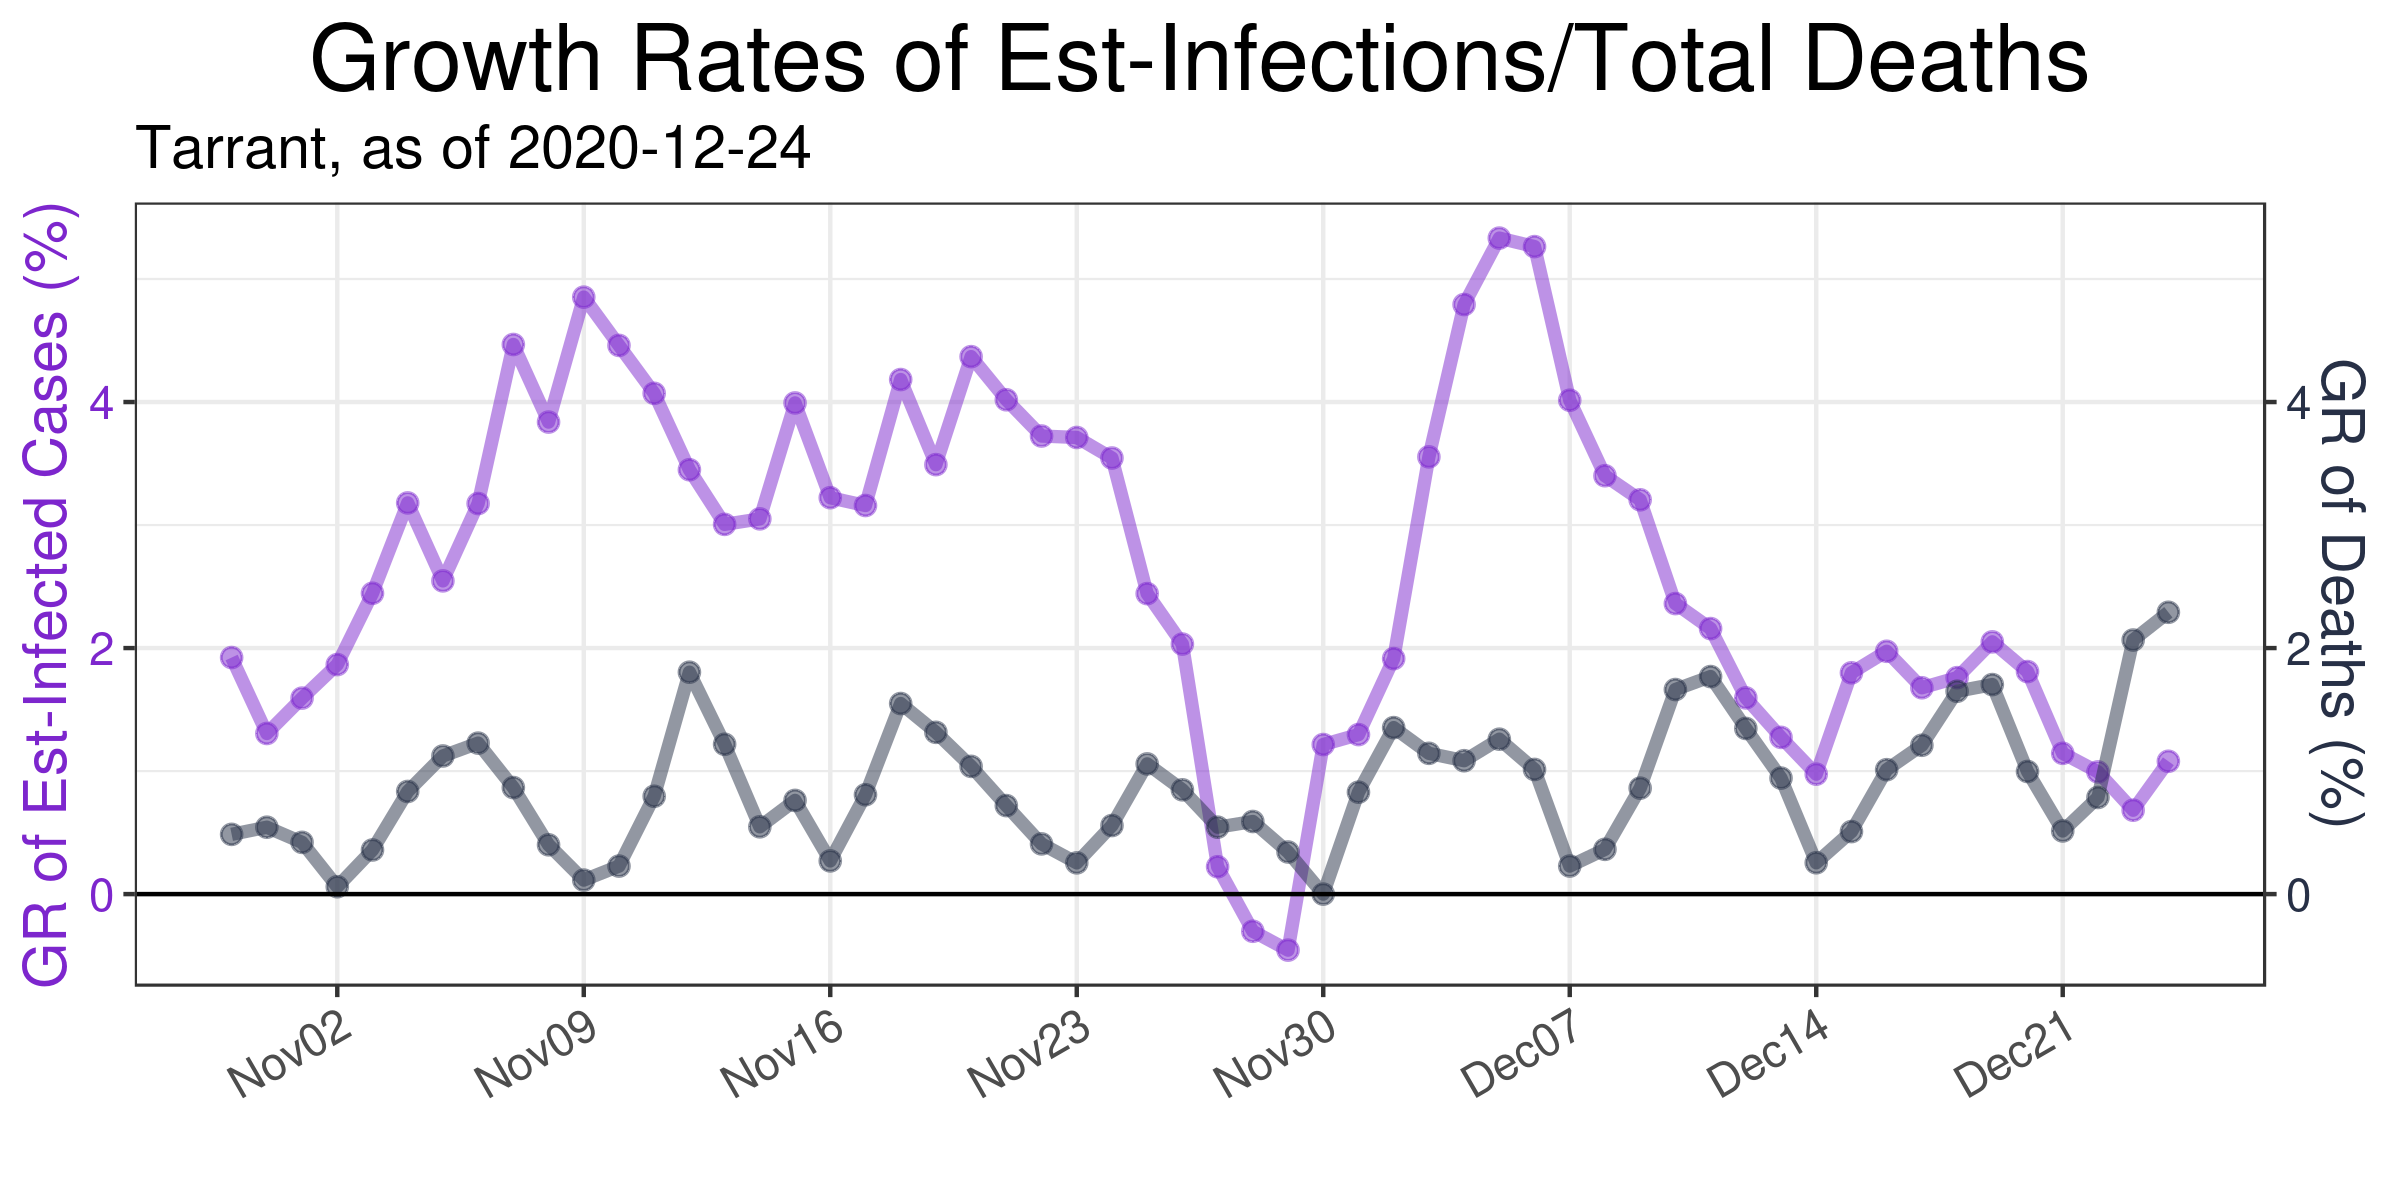 Growth Rates of Est-Infections/Total Deaths
Tarrant, as of 2020-12-24
GR of Est-Infected Cases (%)
4
2
0
4
2
0
GR of Deaths (%)
Nov02
Nov09
Nov16
Nov23
Nov30
Dec07
Dec14
Dec21